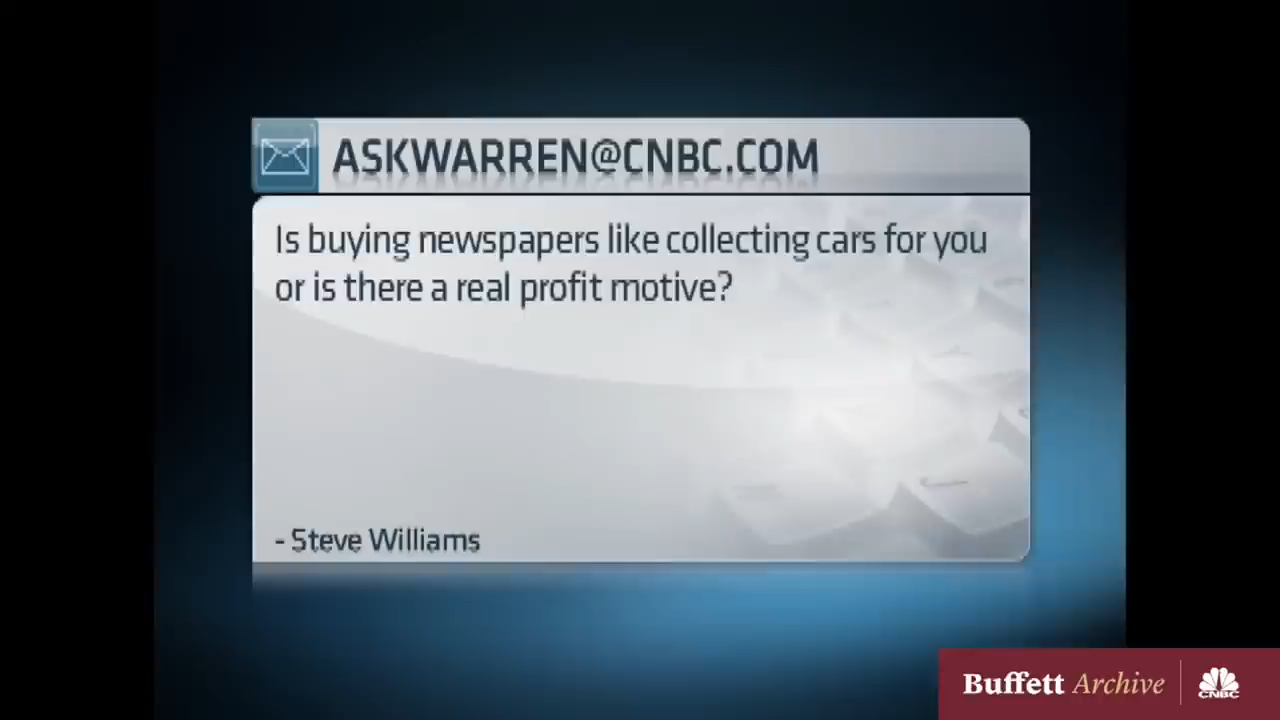 ASKWARREN@CNBC.COM
Is buying newspapers like collecting cars for you
or is there a real profit motive?
- Steve Williams
Buffett Archive
CNBC